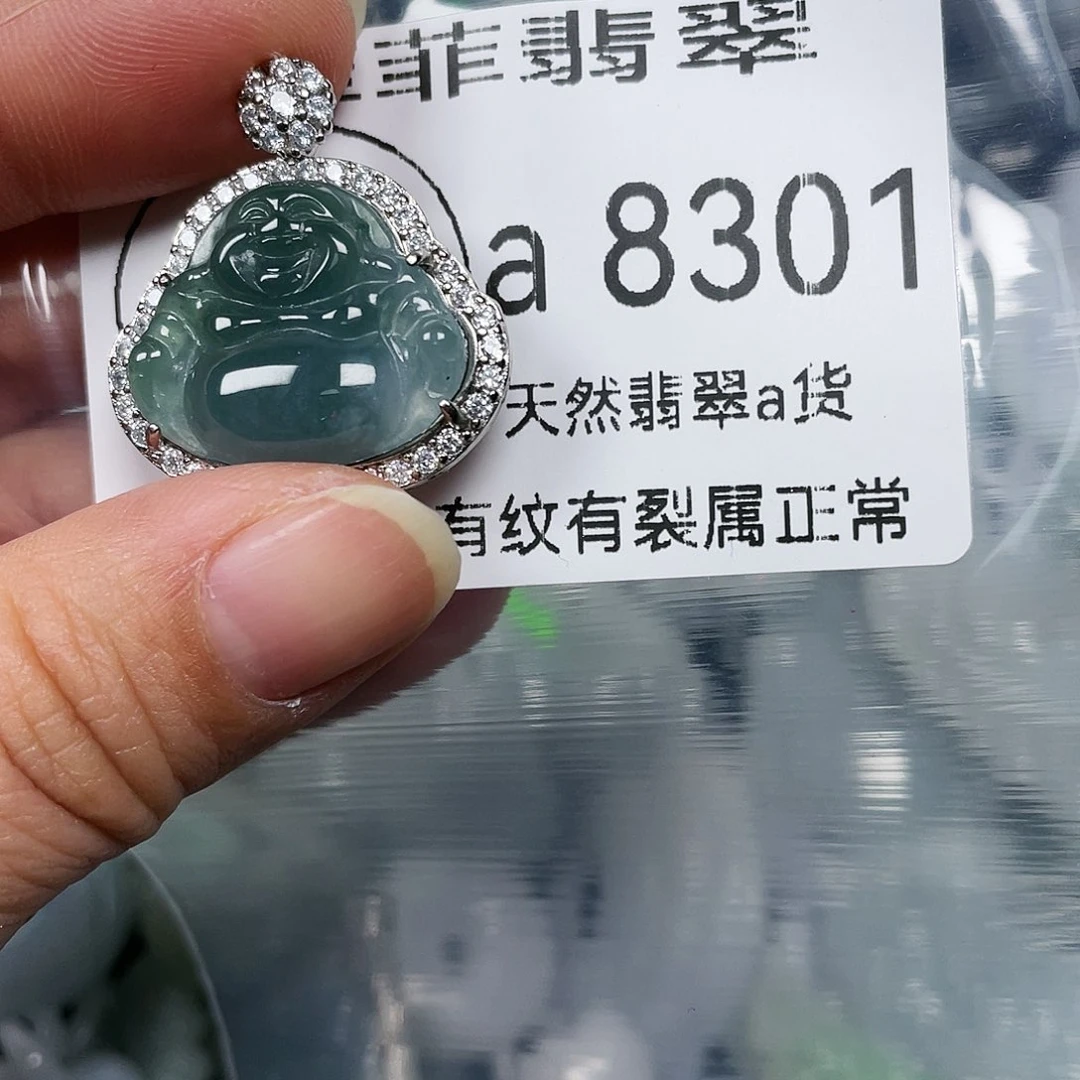 菲翡翠
a 8301
天然翡翠a货
有纹有裂属正常